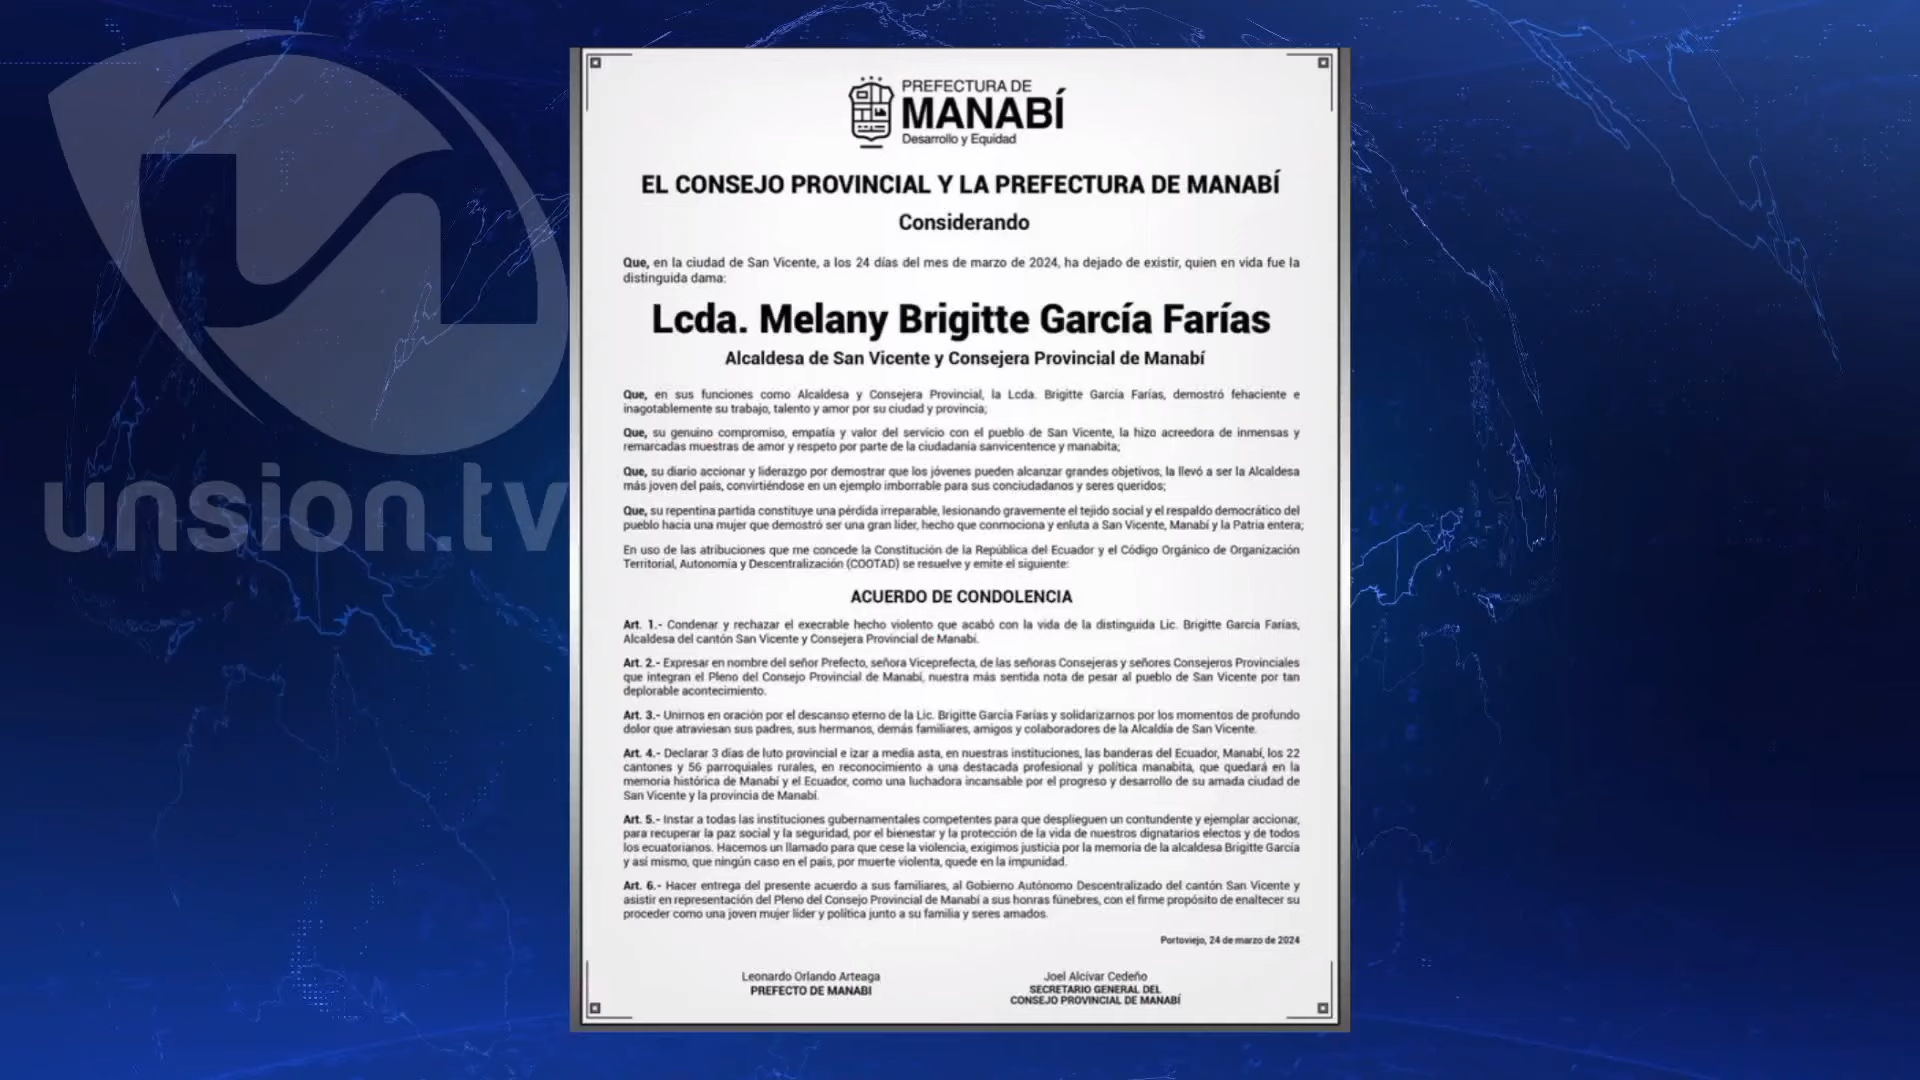 unsion.tv
PREFECTURA DE
MANABÍ
Desarrollo y Equidad
EL CONSEJO PROVINCIAL Y LA PREFECTURA DE MANABÍ
Considerando
Que, en la ciudad de San Vicente, a los 24 días del mes de marzo de 2024, ha dejado de existir, quien en vida fue la
distinguida dama:
Lcda. Melany Brigitte García Farías
Alcaldesa de San Vicente y Consejera Provincial de Manabí
Que, en sus funciones como Alcaldesa y Consejera Provincial, la Lcda. Brigitte García Farías, demostró fehaciente e
inagotablemente su trabajo, talento y amor por su ciudad y provincia;
Que, su genuino compromiso, empatía y valor del servicio con el pueblo de San Vicente, la hizo acreedora de inmensas y
remarcadas muestras de amor y respeto por parte de la ciudadanía sanvicentence y manabita;
Que, su diario accionar y liderazgo por demostrar que los jóvenes pueden alcanzar grandes objetivos, la llevó a ser la Alcaldesa
más joven del país, convirtiéndose en un ejemplo imborrable para sus conciudadanos y seres queridos;
Que, su repentina partida constituye una pérdida irreparable, lesionando gravemente el tejido social y el respaldo democrático del
pueblo hacia una mujer que demostró ser una gran líder, hecho que conmociona y enluta a San Vicente, Manabí y la Patria entera;
En uso de las atribuciones que me concede la Constitución de la República del Ecuador y el Código Orgánico de Organización
Territorial, Autonomía y Descentralización (COOTAD) se resuelve y emite el siguiente:
ACUERDO DE CONDOLENCIA
Art. 1.- Condenar y rechazar el execrable hecho violento que acabó con la vida de la distinguida Lic. Brigitte García Farías,
Alcaldesa del cantón San Vicente y Consejera Provincial de Manabí.
Art. 2.- Expresar en nombre del señor Prefecto, señora Viceprefecta, de las señoras Consejeras y señores Consejeros Provinciales
que integran el Pleno del Consejo Provincial de Manabí, nuestra más sentida nota de pesar al pueblo de San Vicente por tan
deplorable acontecimiento.
Art. 3.- Unirnos en oración por el descanso eterno de la Lic. Brigitte García Farías y solidarizarnos por los momentos de profundo
dolor que atraviesan sus padres, sus hermanos, demás familiares, amigos y colaboradores de la Alcaldía de San Vicente.
Art. 4.- Declarar 3 días de luto provincial e izar a media asta, en nuestras instituciones, las banderas del Ecuador, Manabí, los 22
cantones y 56 parroquiales rurales, en reconocimiento a una destacada profesional y política manabita, que quedará en la
memoria histórica de Manabí y el Ecuador, como una luchadora incansable por el progreso y desarrollo de su amada ciudad de
San Vicente y la provincia de Manabí.
Art. 5.- Instar a todas las instituciones gubernamentales competentes para que desplieguen un contundente y ejemplar accionar,
para recuperar la paz social y la seguridad, por el bienestar y la protección de la vida de nuestros dignatarios electos y de todos
los ecuatorianos. Hacemos un llamado para que cese la violencia, exigimos justicia por la memoria de la alcaldesa Brigitte García
y así mismo, que ningún caso en el país, por muerte violenta, quede en la impunidad.
Art. 6.- Hacer entrega del presente acuerdo a sus familiares, al Gobierno Autónomo Descentralizado del cantón San Vicente y
asistir en representación del Pleno del Consejo Provincial de Manabí a sus honras fúnebres, con el firme propósito de enaltecer su
proceder como una joven mujer líder y política junto a su familia y seres amados.
Portoviejo, 24 de marzo de 2024
Leonardo Orlando Arteaga
PREFECTO DE MANABÍ
Joel Alcívar Cedeño
SECRETARIO GENERAL DEL
CONSEJO PROVINCIAL DE MANABÍ